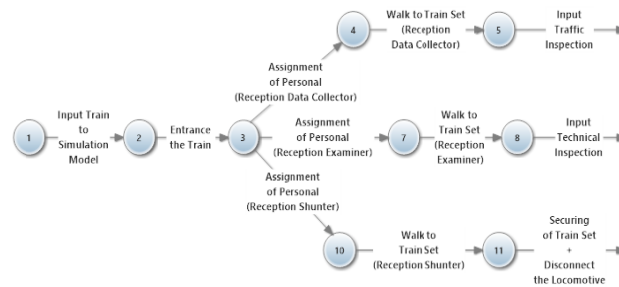 4
Walk to Train Set
(Reception
Data Collector)
5
Input
Traffic
Inspection
Assignment
of Personal
(Reception Data Collector)
1
Input Train
to
Simulation
Model
2
Entrance
the Train
3
Assignment
of Personal
(Reception Examiner)
7
Walk to
Train Set
(Reception
Examiner)
8
Input
Technical
Inspection
Assignment
of Personal
(Reception Shunter)
10
Walk to
Train Set
(Reception Shunter)
11
Securing
of Train Set
+
Disconnect
the Locomotive